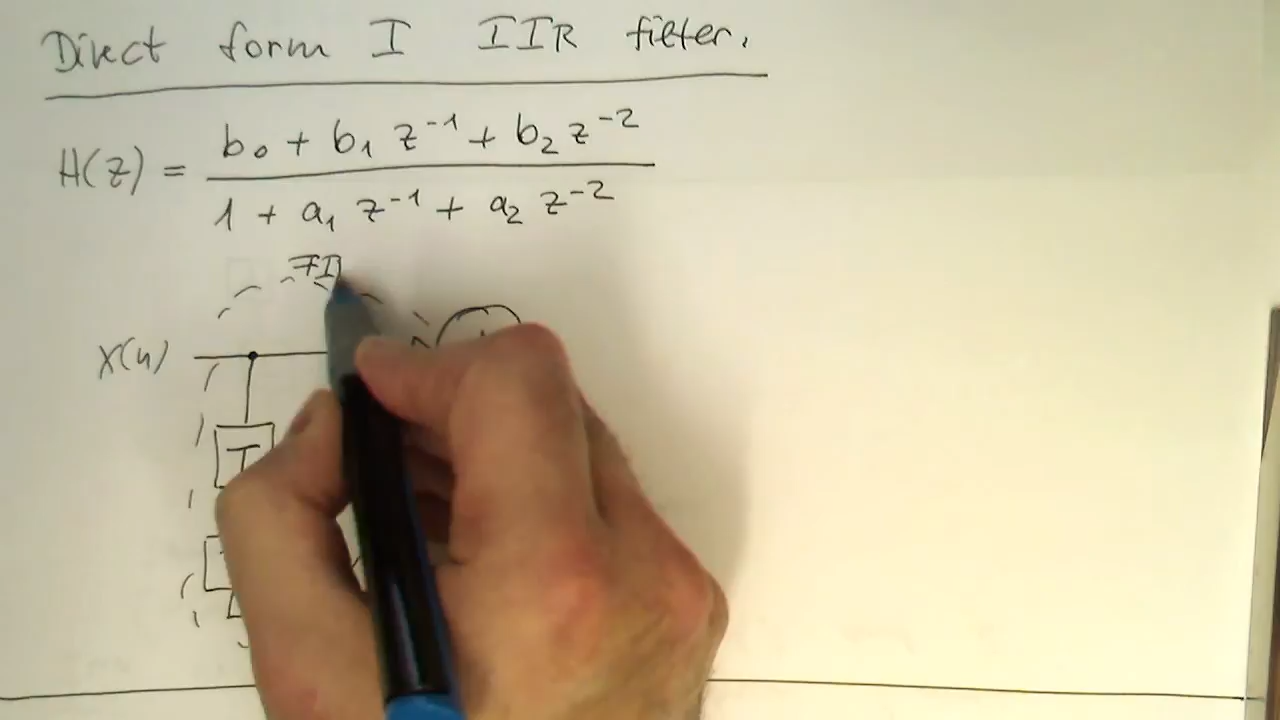 Direct form I IIR filter.
H(z) = b₀ + b₁ z⁻¹ + b₂ z⁻²
1 + a₁ z⁻¹ + a₂ z⁻²
FI
X(n)
T